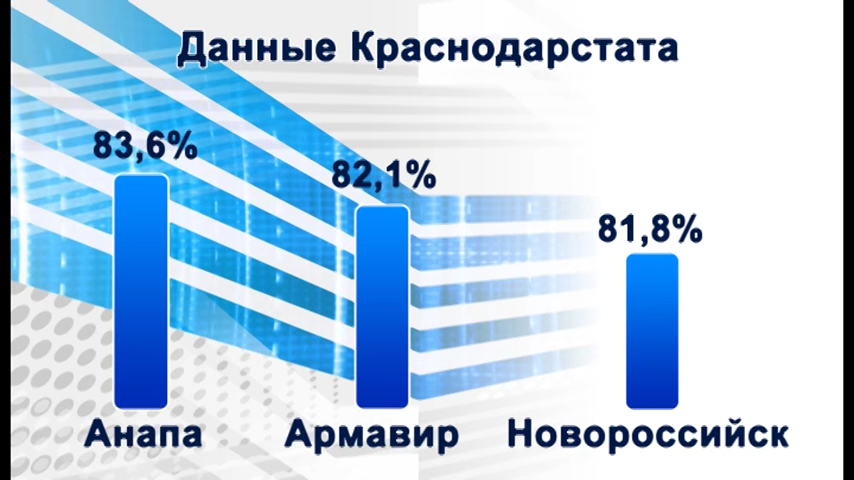 Данные Краснодарстата
83,6%
82,1%
81,8%
Анапа
Армавир
Новороссийск